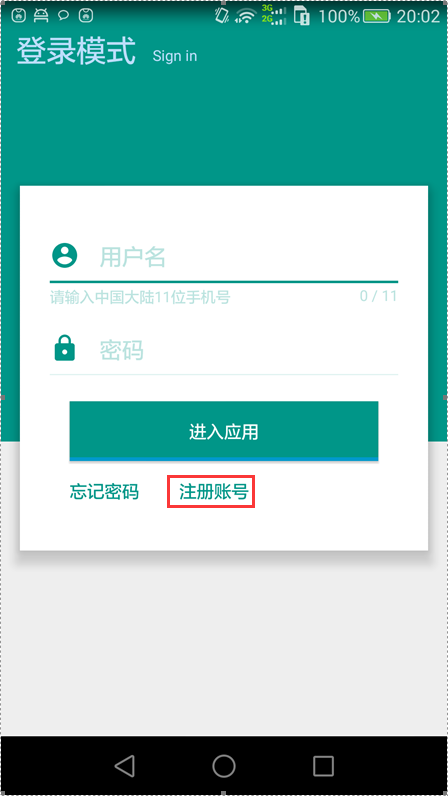 3G
2G
100%
20:02
登录模式 Sign in
用户名
请输入中国大陆11位手机号 0 / 11
密码
进入应用
忘记密码 注册账号